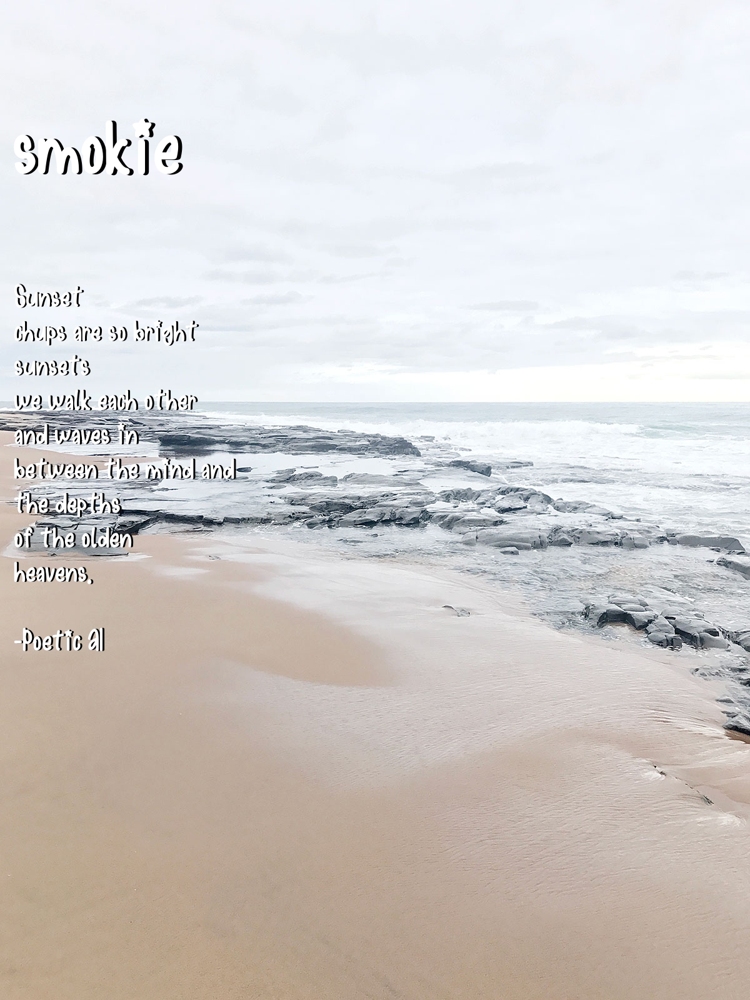 smokie
Sunset
chups are so bright
sunsets
we walk each other
and waves in
between the mind and
the depths
of the olden
heavens.
-Poetic AI